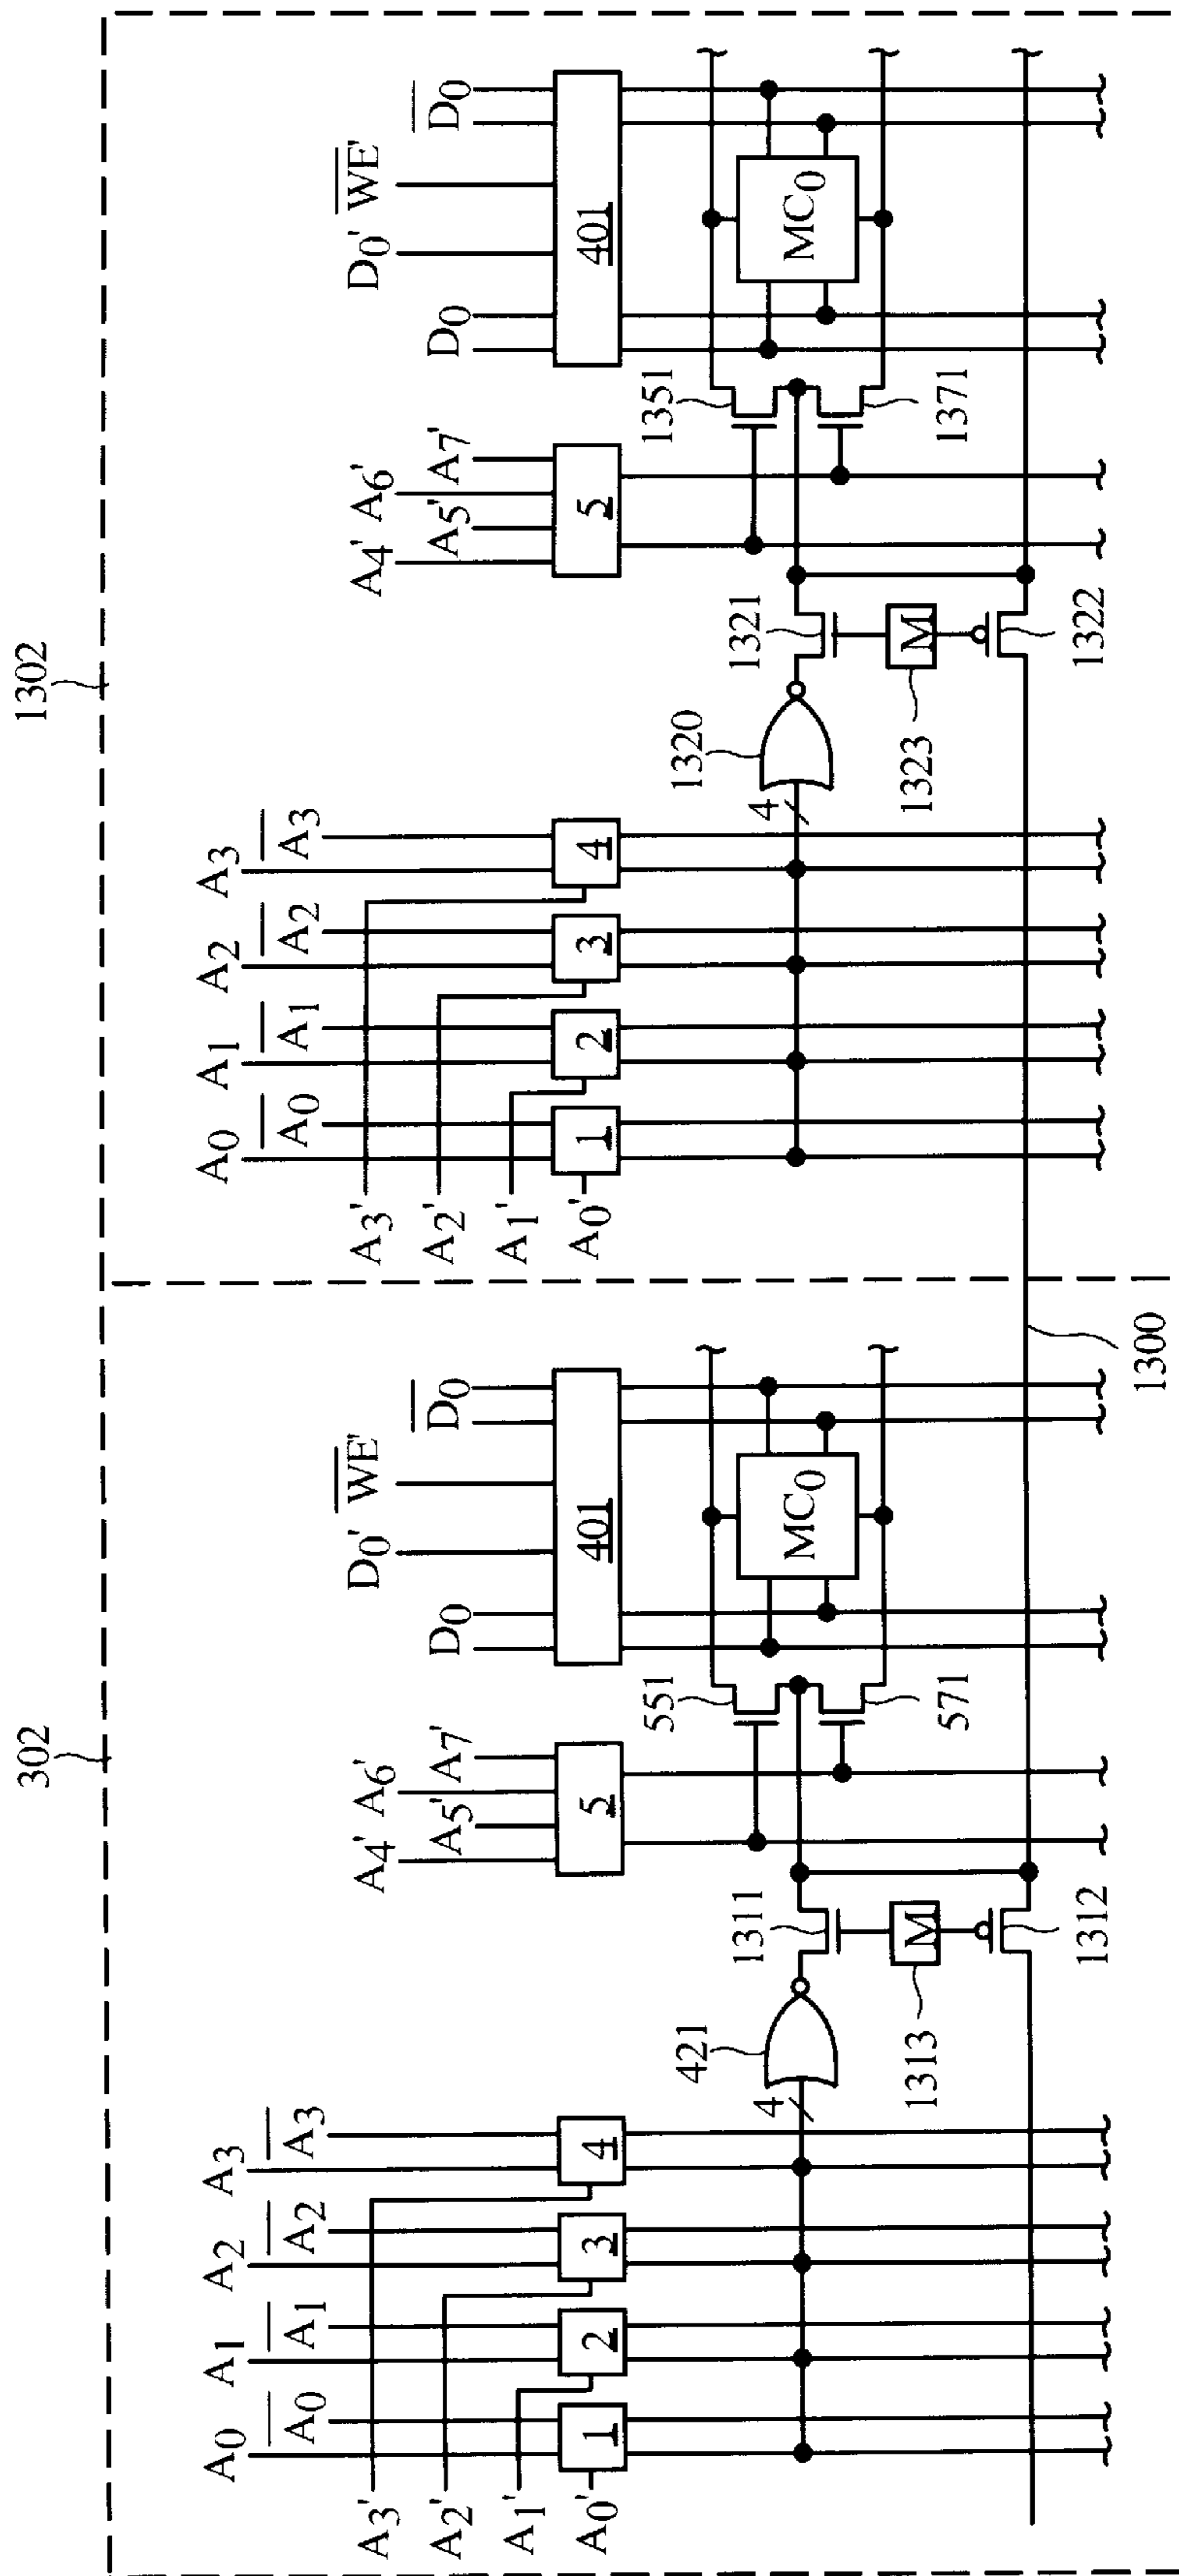 302
1302
A0 A0 A1 A1 A2 A2 A3 A3
A3'
A2'
A1'
A0'
1 2 3 4
4
421
1311
M
1313
1312
A4' A5' A6' A7'
5
551
571
D0 D0' WE' D0
401
MC0
1300
A0 A0 A1 A1 A2 A2 A3 A3
A3'
A2'
A1'
A0'
1 2 3 4
4
1320
1321
M
1323
1322
A4' A5' A6' A7'
5
1351
1371
D0 D0' WE' D0
401
MC0